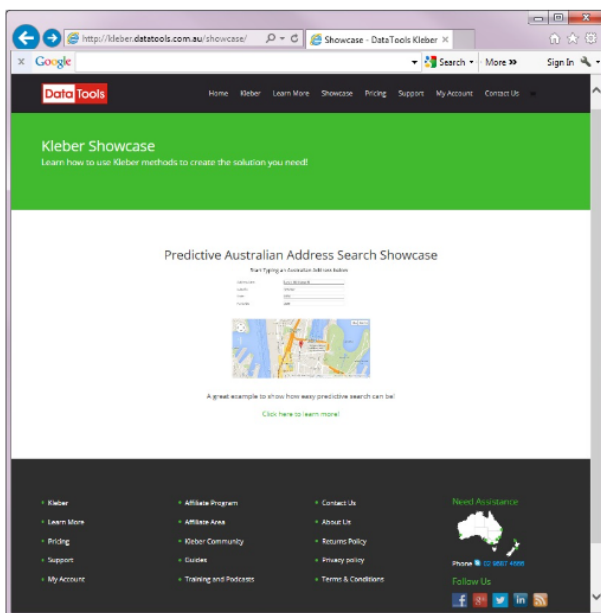 http://kleber.datatools.com.au/showcase/
Showcase - DataTools Kleber
Google
Search
More »
Sign In
Data Tools
Home Kleber Learn More Showcase Pricing Support My Account Contact Us
Kleber Showcase
Learn how to use Kleber methods to create the solution you need!
Predictive Australian Address Search Showcase
Start Typing an Australian Address below
A great example to show how easy predictive search can be!
Click here to learn more!
Kleber
Learn More
Pricing
Support
My Account
Affiliate Program
Affiliate Area
Kleber Community
Guides
Training and Podcasts
Contact Us
About Us
Returns Policy
Privacy policy
Terms & Conditions
Need Assistance
Phone 02 9687 4666
Follow Us